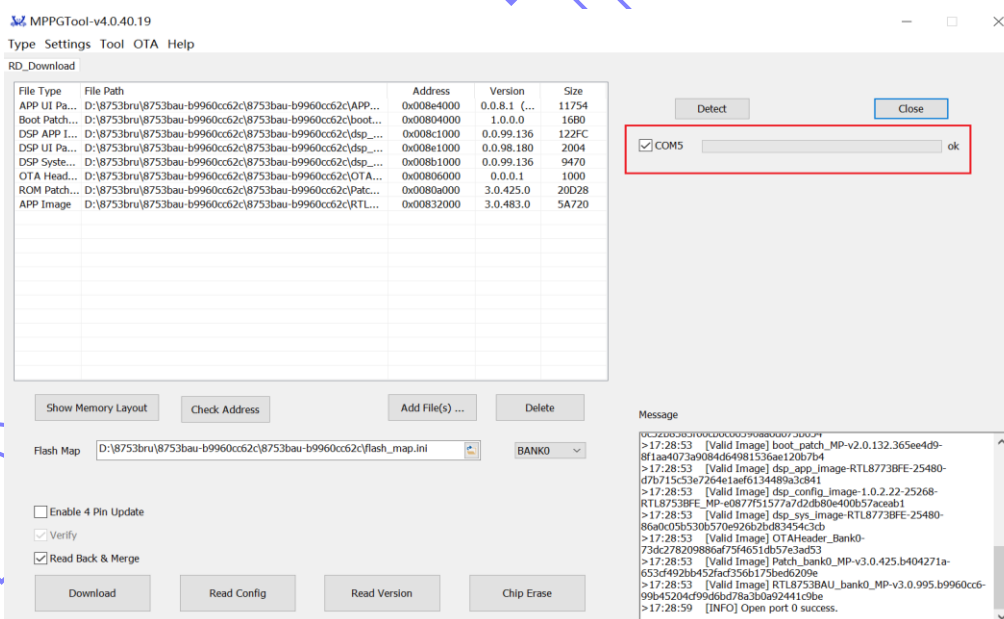 MPPGTool-v4.0.40.19
Type Settings Tool OTA Help
RD_Download
File Type File Path Address Version Size
APP UI Pa... D:\8753bru\8753bau-b9960cc62c\8753bau-b9960cc62c\APP... 0x008e4000 0.0.8.1 (... 11754
Boot Patch... D:\8753bru\8753bau-b9960cc62c\8753bau-b9960cc62c\boot... 0x00804000 1.0.0.0 16B0
DSP APP I... D:\8753bru\8753bau-b9960cc62c\8753bau-b9960cc62c\dsp_... 0x008c1000 0.0.99.136 122FC
DSP UI Pa... D:\8753bru\8753bau-b9960cc62c\8753bau-b9960cc62c\dsp_... 0x008e1000 0.0.98.180 2004
DSP Syste... D:\8753bru\8753bau-b9960cc62c\8753bau-b9960cc62c\dsp_... 0x008b1000 0.0.99.136 9470
OTA Head... D:\8753bru\8753bau-b9960cc62c\8753bau-b9960cc62c\OTA... 0x00806000 0.0.0.1 1000
ROM Patch... D:\8753bru\8753bau-b9960cc62c\8753bau-b9960cc62c\Patc... 0x0080a000 3.0.425.0 20D28
APP Image D:\8753bru\8753bau-b9960cc62c\8753bau-b9960cc62c\RTL... 0x00832000 3.0.483.0 5A720
Detect Close
COM5 ok
Show Memory Layout Check Address Add File(s) ... Delete
Flash Map D:\8753bru\8753bau-b9960cc62c\8753bau-b9960cc62c\flash_map.ini BANK0
Enable 4 Pin Update
Verify
Read Back & Merge
Download Read Config Read Version Chip Erase
Message
>17:28:53 [Valid Image] boot_patch_MP-v2.0.132.365ee4d9-
8f1aa4073a9084d64981536ae120b7b4
>17:28:53 [Valid Image] dsp_app_image-RTL8773BFE-25480-
d7b715c53e7264e1aef6134489a3c841
>17:28:53 [Valid Image] dsp_config_image-1.0.2.22-25268-
RTL8753BFE_MP-e0877f51577a7d2db80e400b57aceab1
>17:28:53 [Valid Image] dsp_sys_image-RTL8773BFE-25480-
86a0c05b530b570e926b2bd83454c3cb
>17:28:53 [Valid Image] OTAHeader_Bank0-
73dc278209886af75f4651db57e3ad53
>17:28:53 [Valid Image] Patch_bank0_MP-v3.0.425.b404271a-
653cf492bb452facf356b175bed6209e
>17:28:53 [Valid Image] RTL8753BAU_bank0_MP-v3.0.995.b9960cc6-
99b45204cf99d6bd78a3b0a92441c9be
>17:28:59 [INFO] Open port 0 success.